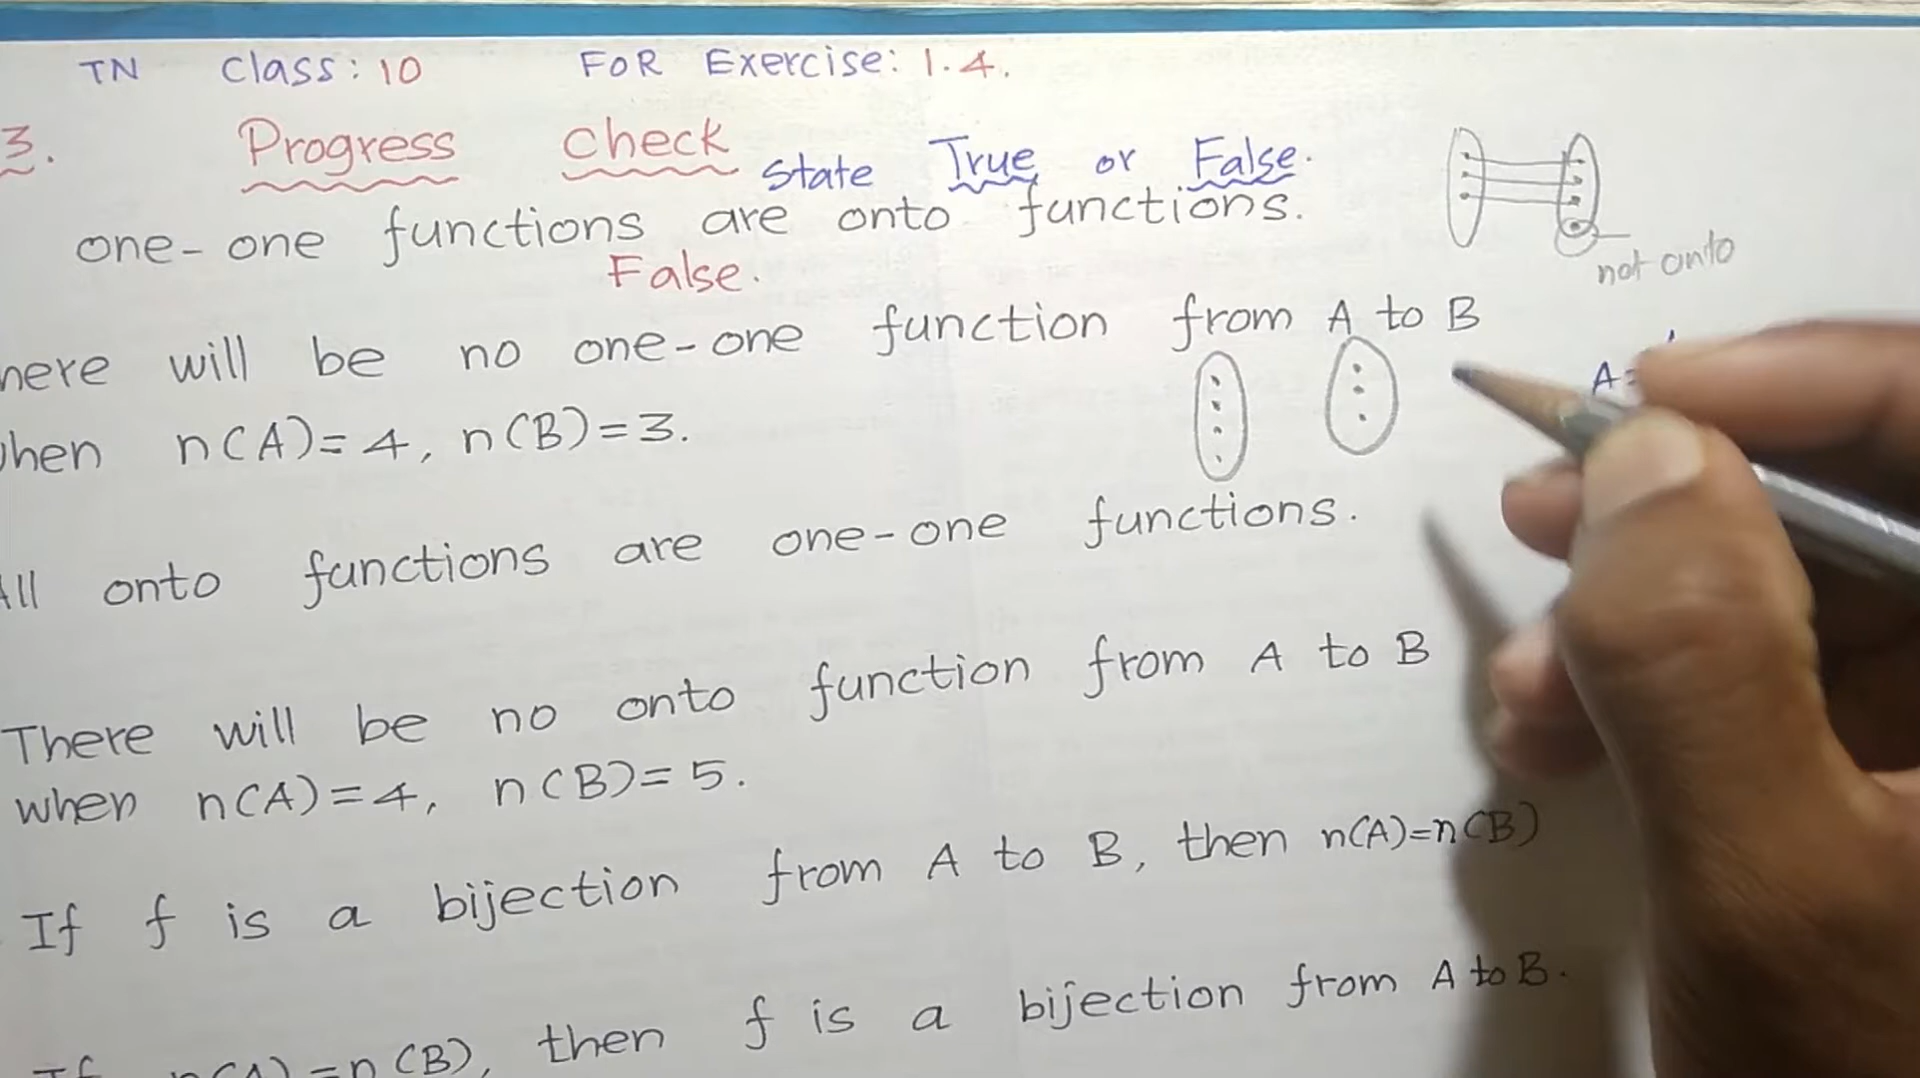 TN Class: 10 FOR Exercise: 1.4.
3. Progress check State True or False.
one-one functions are onto functions.
False.
not onto
here will be no one-one function from A to B
A=
when n(A)=4, n(B)=3.
All onto functions are one-one functions.
There will be no onto function from A to B
when n(A)=4, n(B)=5.
If f is a bijection from A to B, then n(A)=n(B)
If n(A)=n(B), then f is a bijection from A to B.